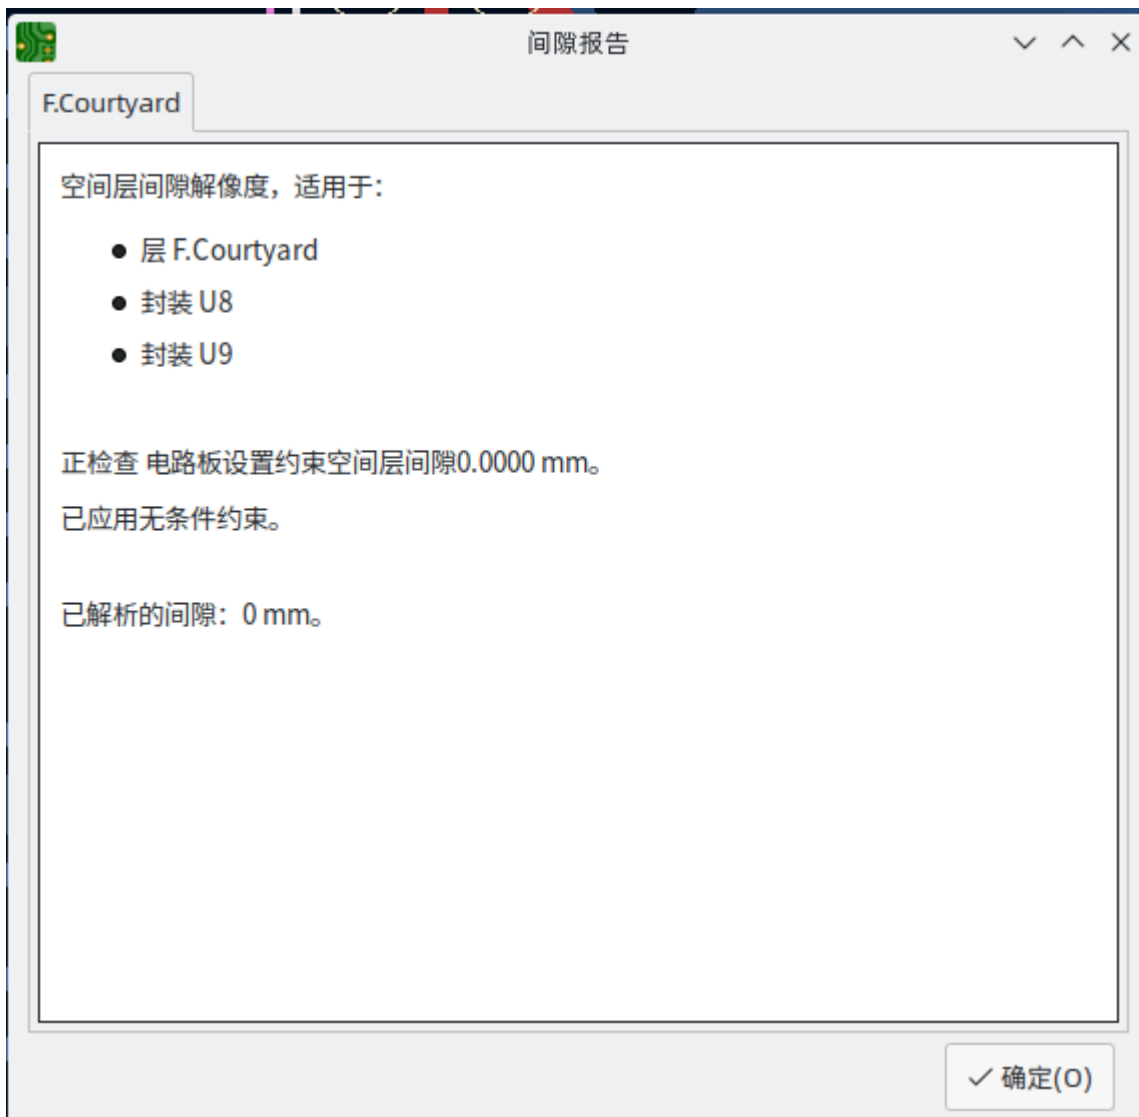 间隙报告
F.Courtyard
空间层间隙解像度，适用于：
● 层 F.Courtyard
● 封装 U8
● 封装 U9
正检查 电路板设置约束空间层间隙0.0000 mm。
已应用无条件约束。
已解析的间隙：0 mm。
确定(O)